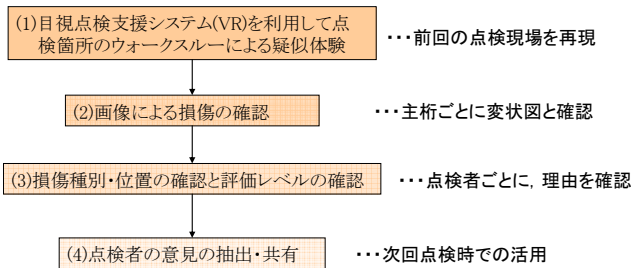 (1)目視点検支援システム(VR)を利用して点
検箇所のウォークスルーによる疑似体験
･･･前回の点検現場を再現
(2)画像による損傷の確認
･･･主桁ごとに変状図と確認
(3)損傷種別･位置の確認と評価レベルの確認
･･･点検者ごとに, 理由を確認
(4)点検者の意見の抽出･共有
･･･次回点検時での活用